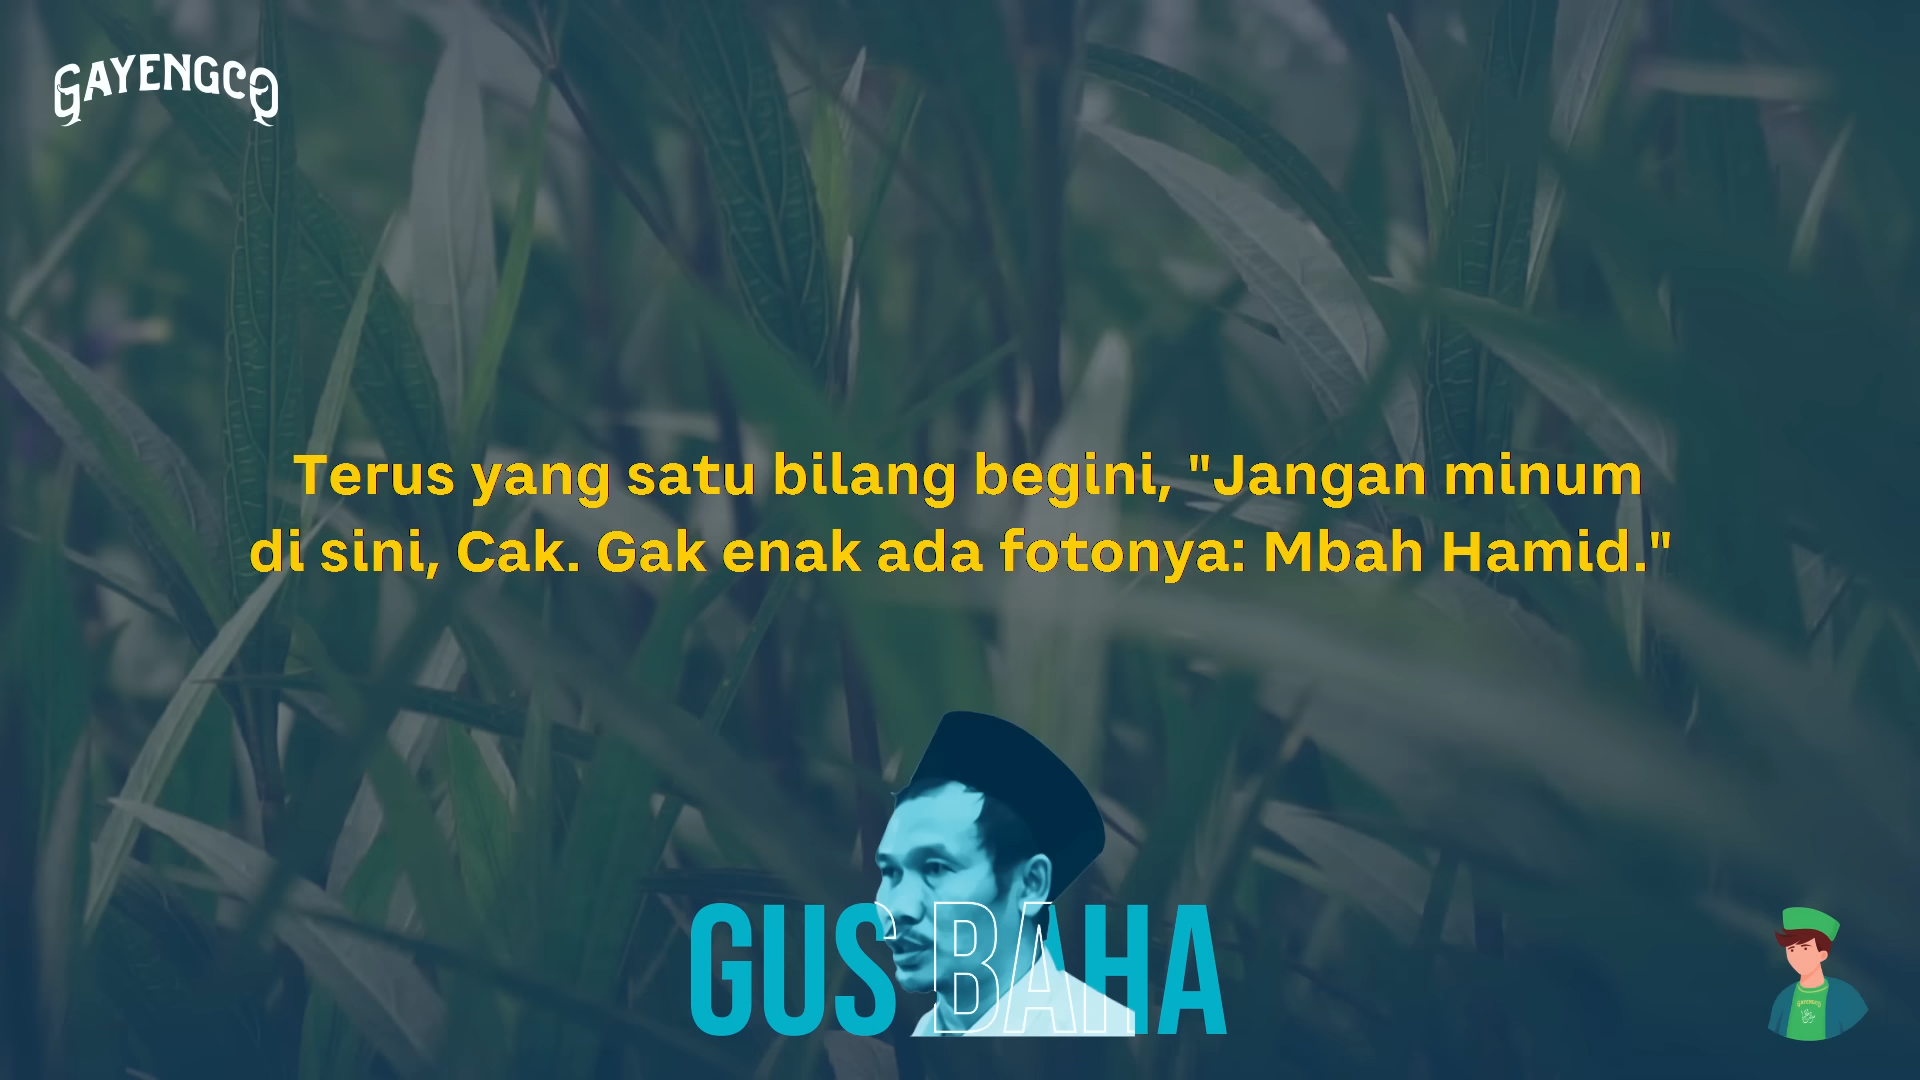 GAYENGCO
Terus yang satu bilang begini, "Jangan minum
di sini, Cak. Gak enak ada fotonya: Mbah Hamid."
GUS BAHA
GAYENGCO